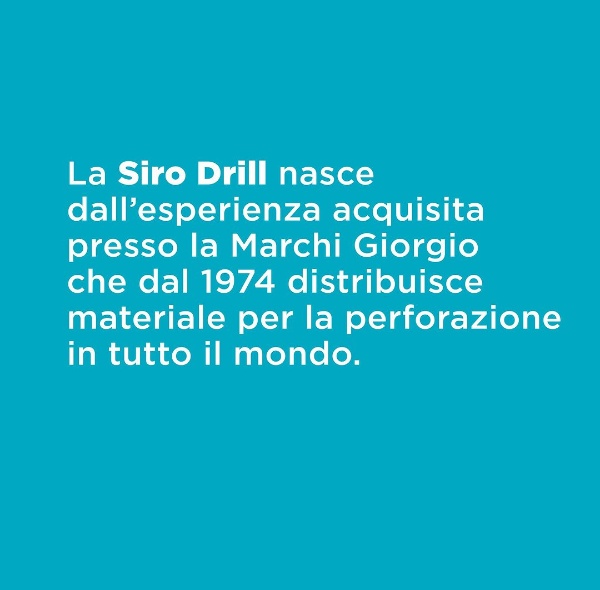 La Siro Drill nasce
dall’esperienza acquisita
presso la Marchi Giorgio
che dal 1974 distribuisce
materiale per la perforazione
in tutto il mondo.